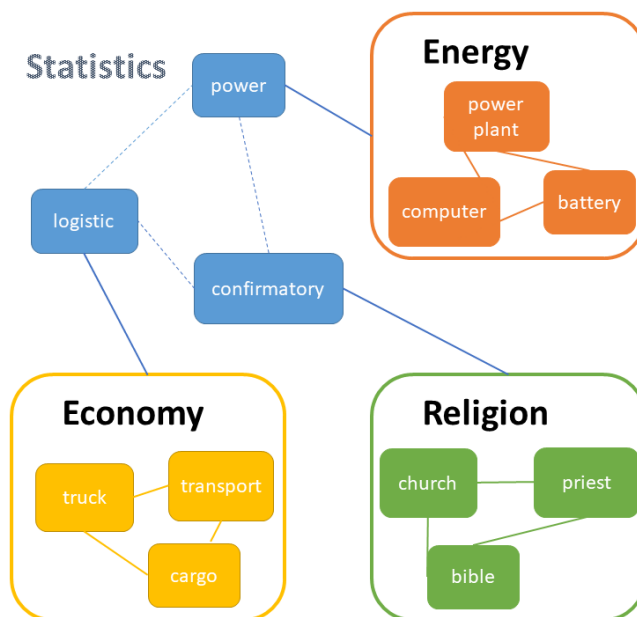 Statistics
power
Energy
power
plant
computer
battery
logistic
confirmatory
Economy
truck
transport
cargo
Religion
church
priest
bible